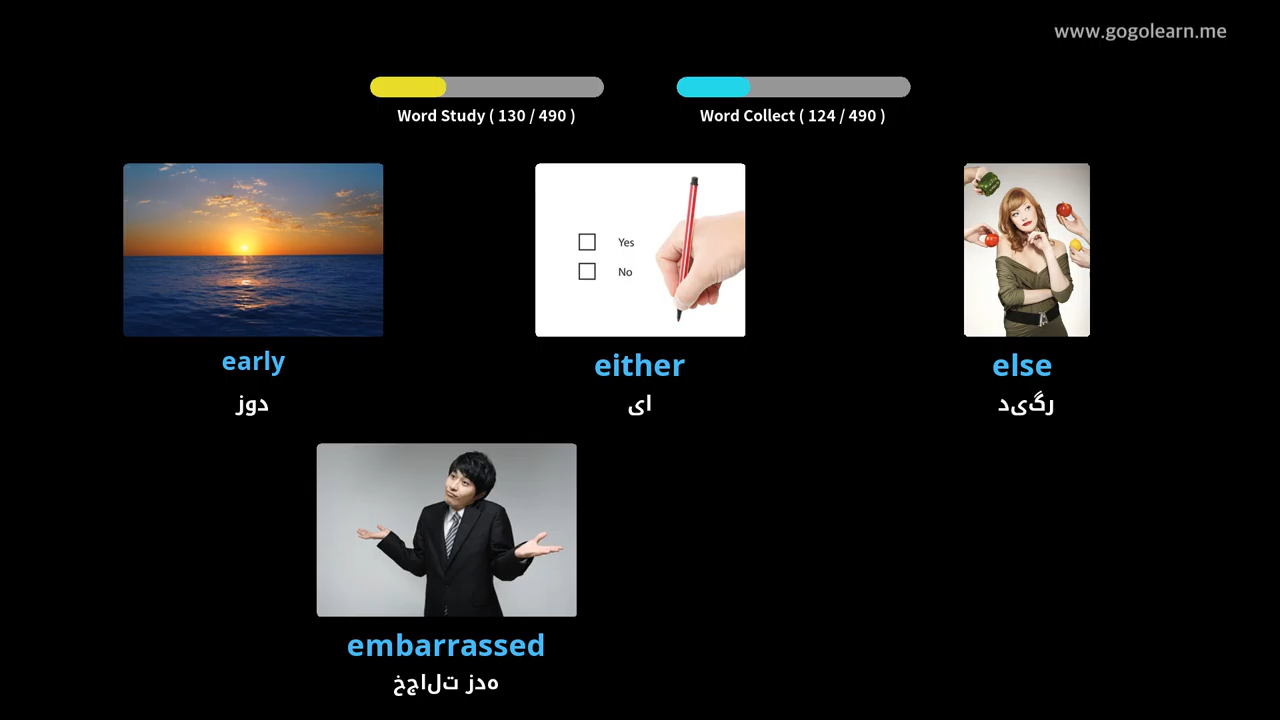 www.gogolearn.me
Word Study ( 130 / 490 )
Word Collect ( 124 / 490 )
Yes
No
early
دوز
either
ای
else
رگید
embarrassed
هدز تلاجخ